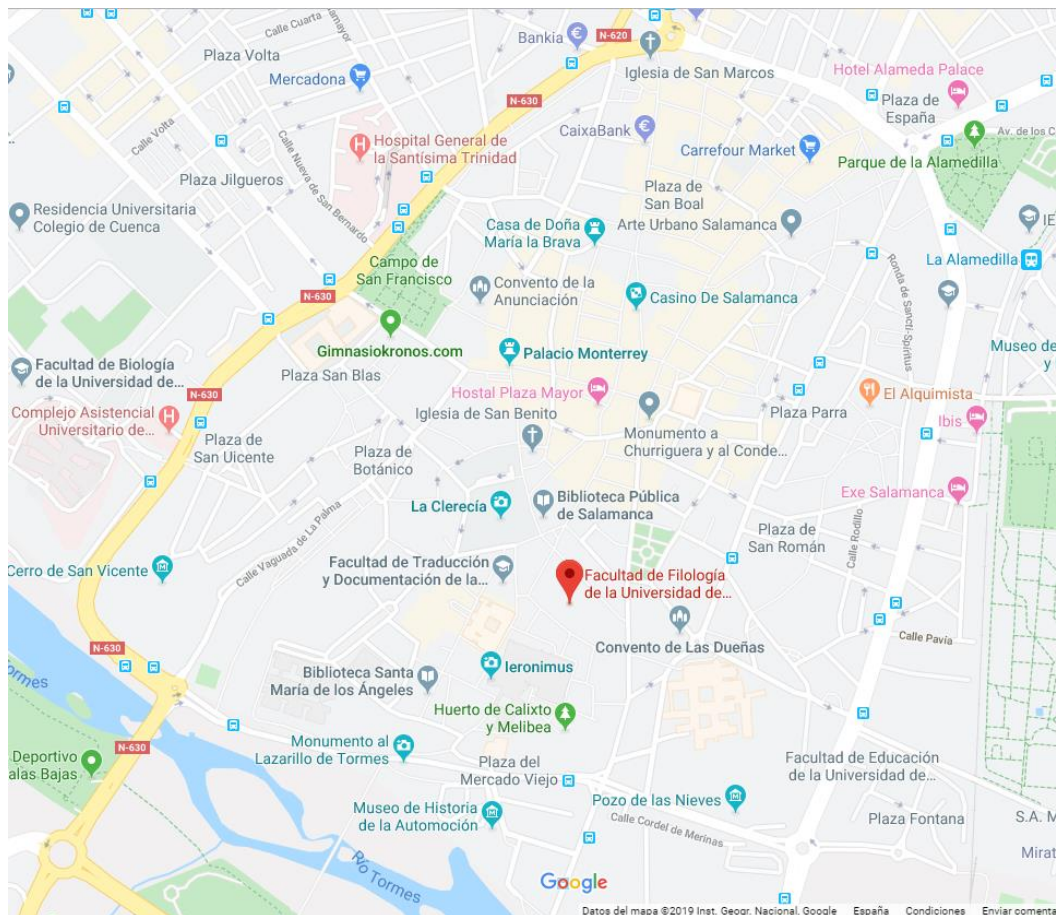 Calle Cuarta
amayor
Plaza Volta
Mercadona
Bankia
N-620
Iglesia de San Marcos
Hotel Alameda Palace
Plaza de
España
Av. de los C
N-630
Calle Volta
Hospital General de
la Santísima Trinidad
CaixaBank
Carrefour Market
Parque de la Alamedilla
Calle Nueva de San Bernardo
Plaza Jilgueros
Plaza de
San Boal
Residencia Universitaria
Colegio de Cuenca
Casa de Doña
María la Brava
Arte Urbano Salamanca
IE
Campo de
San Francisco
La Alamedilla
Ronda de Sancti-Spiritus
Convento de la
Anunciación
N-630
Casino De Salamanca
Gimnasiokronos.com
Palacio Monterrey
Museo de
y
Facultad de Biología
de la Universidad de...
Plaza San Blas
N-630
Hostal Plaza Mayor
El Alquimista
Complejo Asistencial
Universitario de...
Iglesia de San Benito
Plaza Parra
Ibis
Plaza de
San Uicente
Plaza de
Botánico
Monumento a
Churriguera y al Conde...
La Clerecía
Biblioteca Pública
de Salamanca
Exe Salamanca
Calle Vaguada de La Palma
Plaza de
San Román
Calle Rodillo
Cerro de San Vicente
Facultad de Traducción
y Documentación de la...
Facultad de Filología
de la Universidad de...
N-630
Convento de Las Dueñas
Calle Pavía
Tormes
Biblioteca Santa
María de los Ángeles
Ieronimus
Huerto de Calixto
y Melibea
N-630
Deportivo
alas Bajas
Monumento al
Lazarillo de Tormes
Plaza del
Mercado Viejo
Facultad de Educación
de la Universidad de...
Museo de Historia
de la Automoción
Pozo de las Nieves
Calle Cordel de Merinas
Plaza Fontana
S.A. M
Mirat
Río Tormes
Google
Datos del mapa ©2019 Inst. Geogr. Nacional, Google España Condiciones Enviar comenta